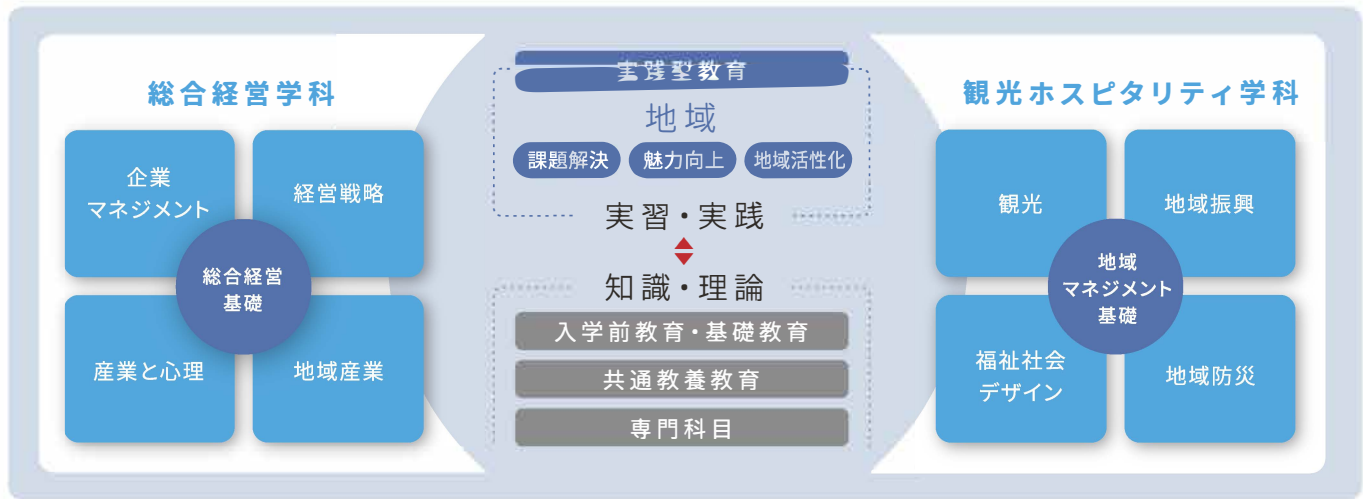 総合経営学科
企業
マネジメント
経営戦略
総合経営
基礎
産業と心理
地域産業
実践型教育
地域
課題解決
魅力向上
地域活性化
実習・実践
知識・理論
入学前教育・基礎教育
共通教養教育
専門科目
観光ホスピタリティ学科
観光
地域振興
地域
マネジメント
基礎
福祉社会
デザイン
地域防災